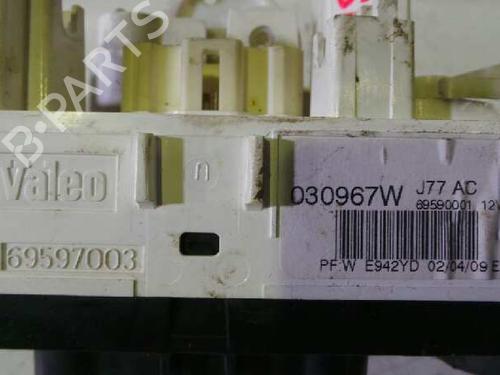 B-PARTS
Valeo
n
69597003
030967W
J77 AC
69590001 12V
PF:W E942YD 02/04/09 E